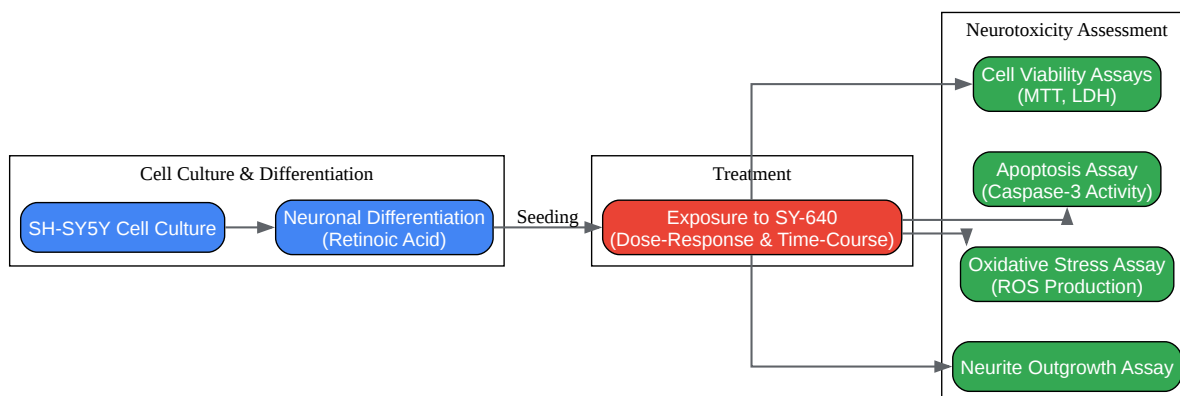 Cell Culture & Differentiation
SH-SY5Y Cell Culture
Neuronal Differentiation
(Retinoic Acid)
Seeding
Treatment
Exposure to SY-640
(Dose-Response & Time-Course)
Neurotoxicity Assessment
Cell Viability Assays
(MTT, LDH)
Apoptosis Assay
(Caspase-3 Activity)
Oxidative Stress Assay
(ROS Production)
Neurite Outgrowth Assay